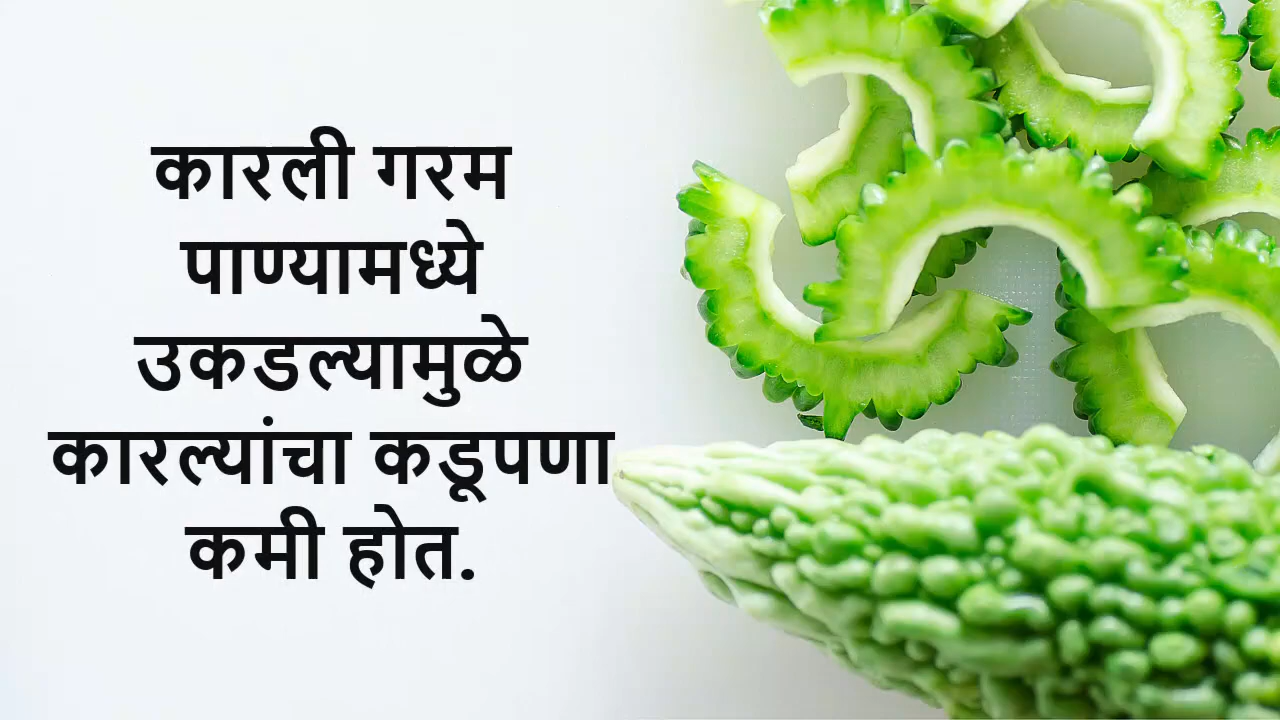 कारली गरम
पाण्यामध्ये
उकडल्यामुळे
कारल्यांचा कडूपणा
कमी होत.